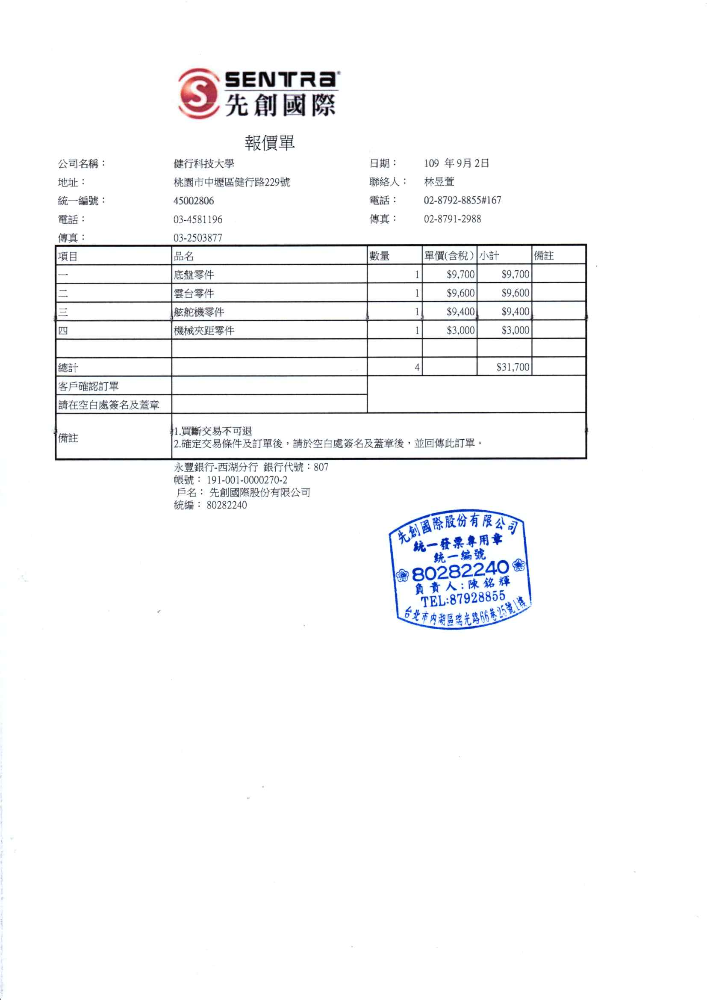 SENTRA®
先創國際
報價單
公司名稱： 健行科技大學 日期： 109 年 9月 2日
地址： 桃園市中壢區健行路229號 聯絡人： 林昱萱
統一編號： 45002806 電話： 02-8792-8855#167
電話： 03-4581196 傳真： 02-8791-2988
傳真： 03-2503877
項目 品名 數量 單價(含稅) 小計 備註
一 底盤零件 1 $9,700 $9,700
二 雲台零件 1 $9,600 $9,600
三 舷舵機零件 1 $9,400 $9,400
四 機械夾距零件 1 $3,000 $3,000
總計 4 $31,700
客戶確認訂單
請在空白處簽名及蓋章
備註 1.買斷交易不可退
2.確定交易條件及訂單後，請於空白處簽名及蓋章後，並回傳此訂單。
永豐銀行-西湖分行 銀行代號：807
帳號： 191-001-0000270-2
戶名： 先創國際股份有限公司
統編： 80282240
先創國際股份有限公司
統一發票專用章
統一編號
80282240
負責人：陳銘輝
TEL:87928855
台北市內湖區瑞光路66巷25號1樓